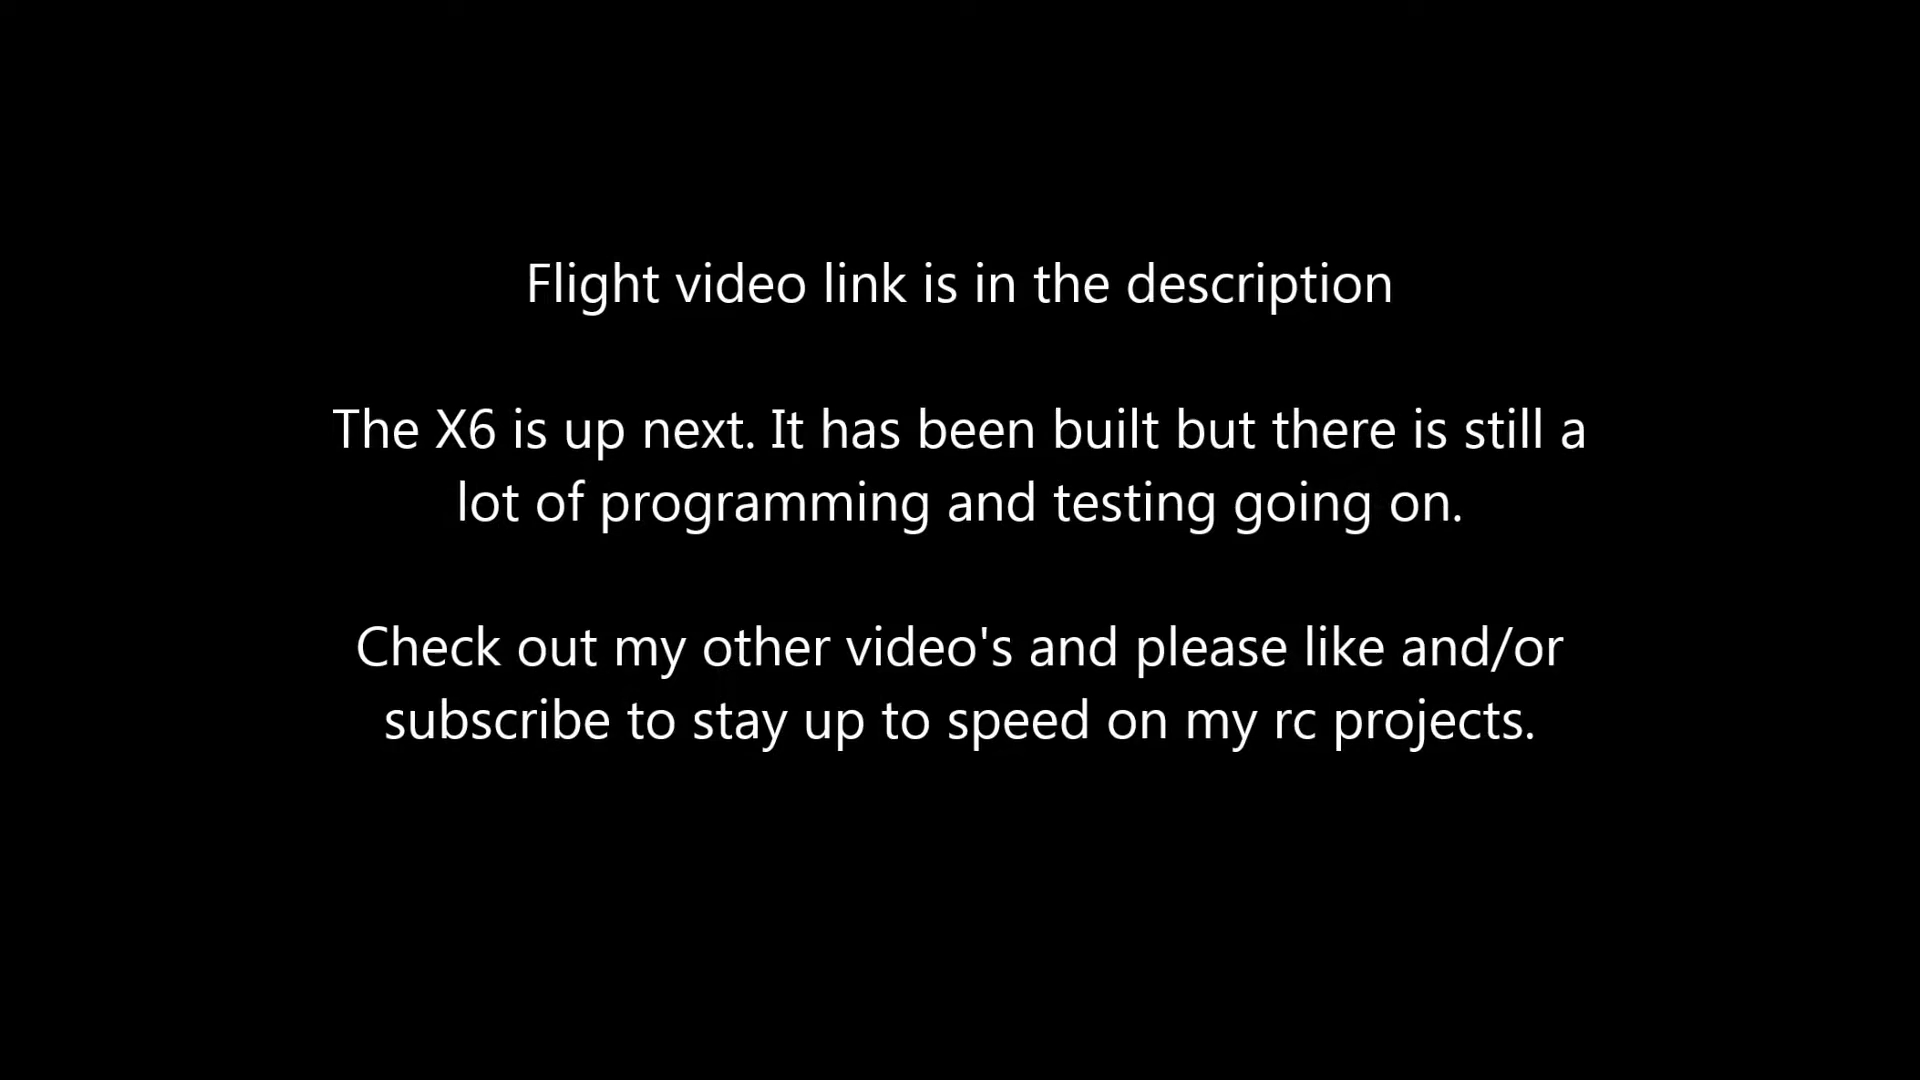 Flight video link is in the description
The X6 is up next. It has been built but there is still a
lot of programming and testing going on.
Check out my other video's and please like and/or
subscribe to stay up to speed on my rc projects.